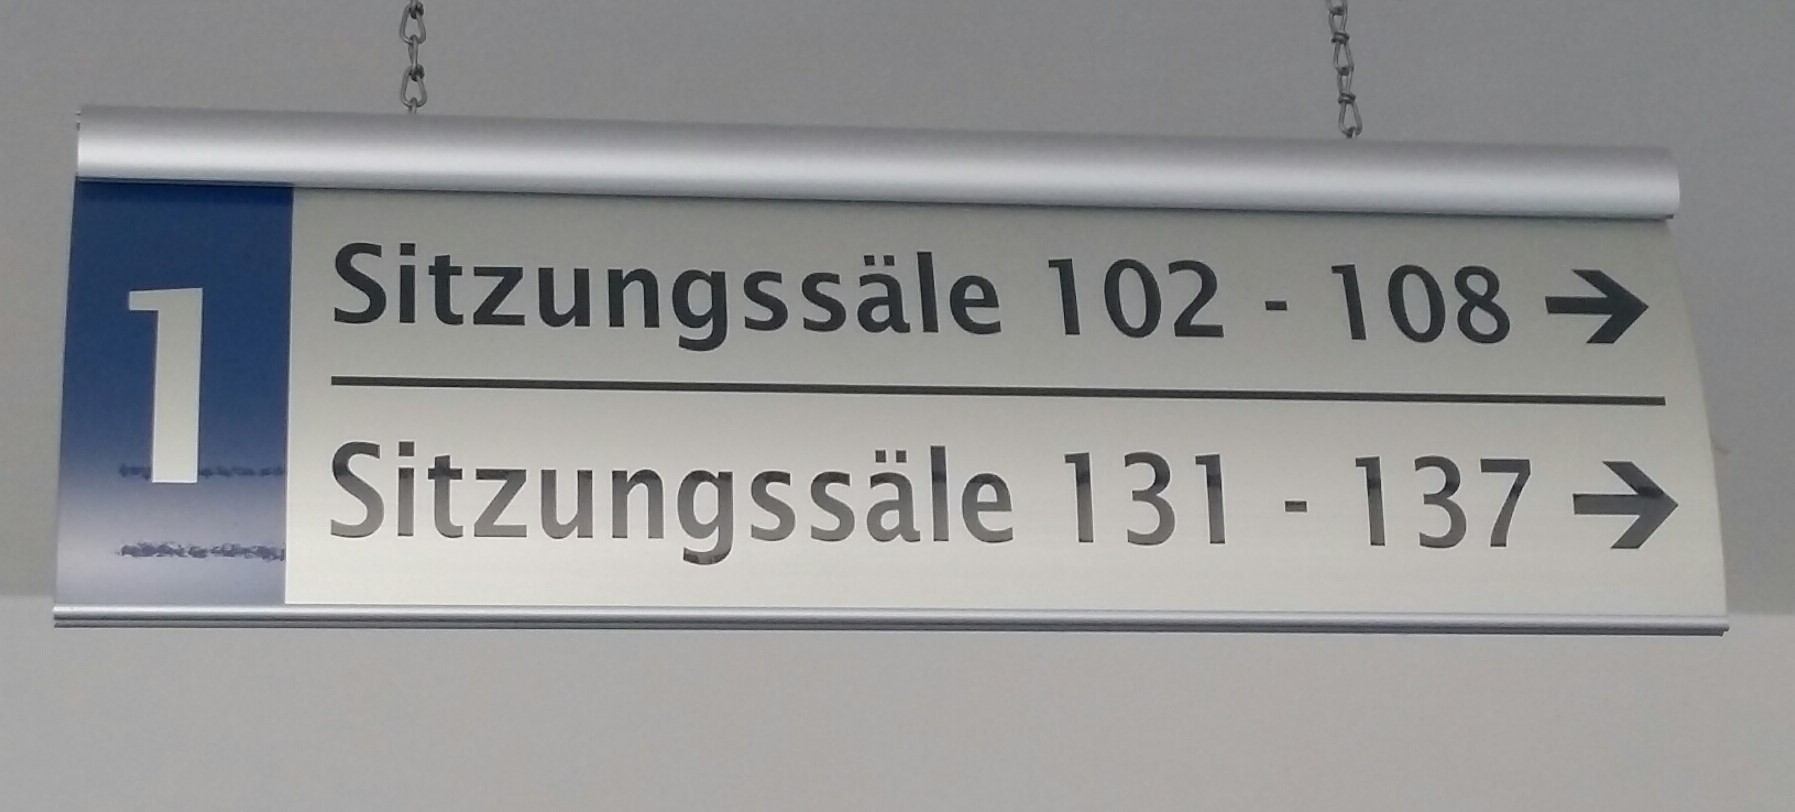 1
Sitzungssäle 102 - 108 →
Sitzungssäle 131 - 137 →